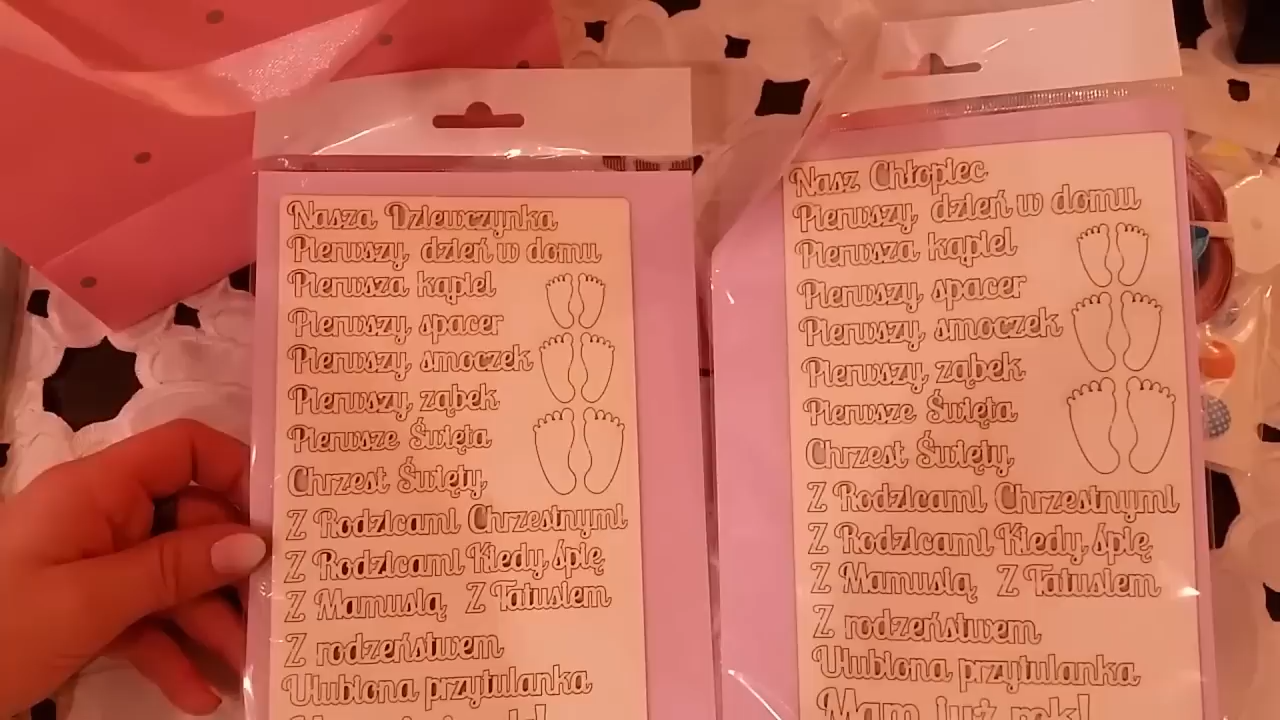 Nasza Dziewczynka
Pierwszy dzień w domu
Pierwsza kąpiel
Pierwszy spacer
Pierwszy smoczek
Pierwszy ząbek
Pierwsze Święta
Chrzest Święty
Z Rodzicami Chrzestnymi
Z Rodzicami Kiedy śpię
Z Mamusią Z Tatusiem
Z rodzeństwem
Ulubiona przytulanka
Nasz Chłopiec
Pierwszy dzień w domu
Pierwsza kąpiel
Pierwszy spacer
Pierwszy smoczek
Pierwszy ząbek
Pierwsze Święta
Chrzest Święty
Z Rodzicami Chrzestnymi
Z Rodzicami Kiedy śpię
Z Mamusią Z Tatusiem
Z rodzeństwem
Ulubiona przytulanka
Mam już rok!